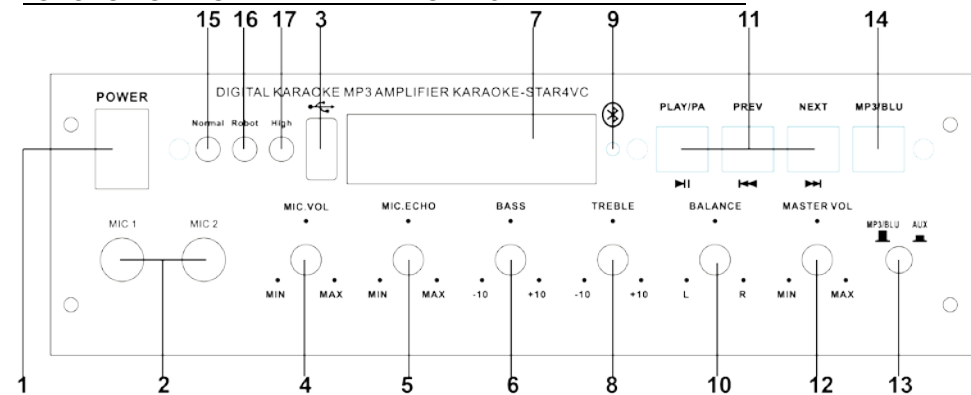 15 16 17 3 7 9 11 14
DIGITAL KARAOKE MP3 AMPLIFIER KARAOKE-STAR4VC
POWER
PLAY/PA PREV NEXT MP3/BLU
Normal Robot High
MIC 1 MIC 2
MIC.VOL MIC.ECHO BASS TREBLE BALANCE MASTER VOL
MP3/BLU AUX
MIN MAX MIN MAX -10 +10 -10 +10 L R MIN MAX
1 2 4 5 6 8 10 12 13